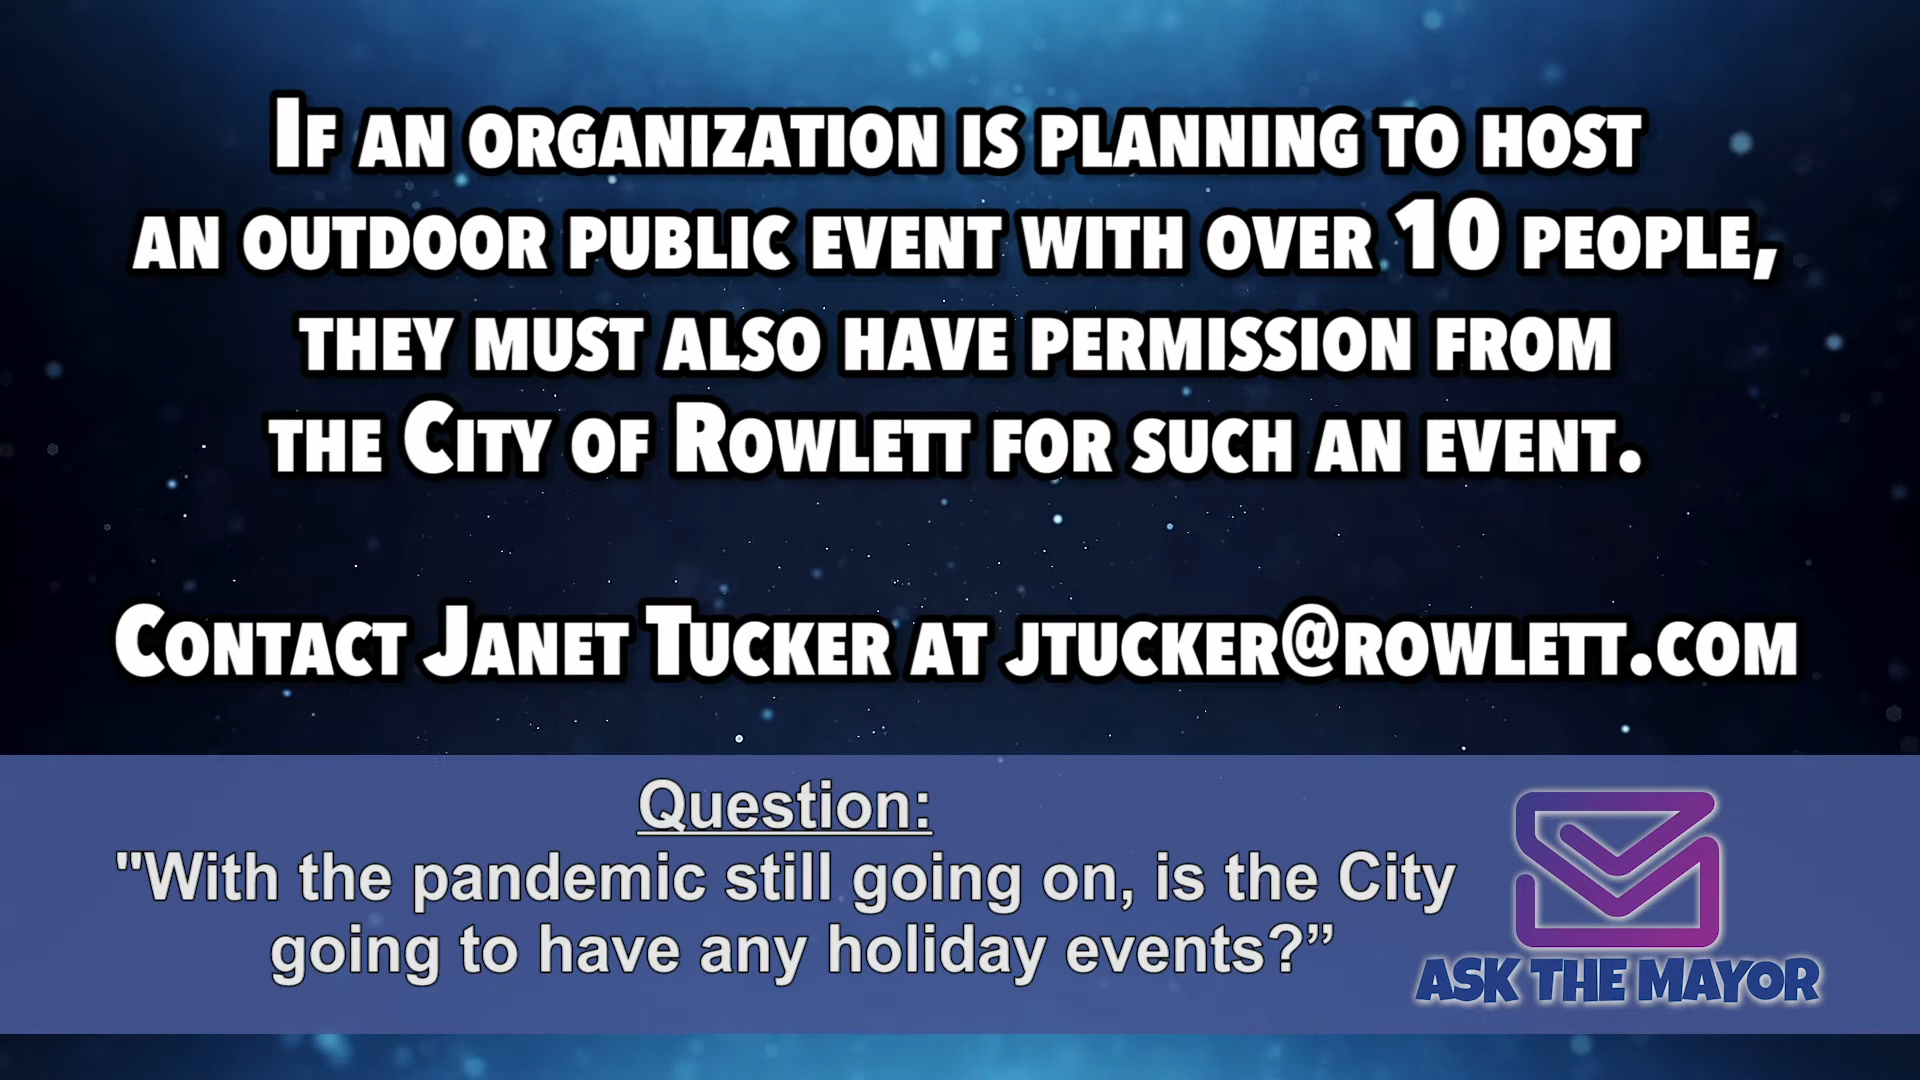 If an organization is planning to host
an outdoor public event with over 10 people,
they must also have permission from
the City of Rowlett for such an event.
Contact Janet Tucker at jtucker@rowlett.com
Question:
"With the pandemic still going on, is the City
going to have any holiday events?”
ASK THE MAYOR